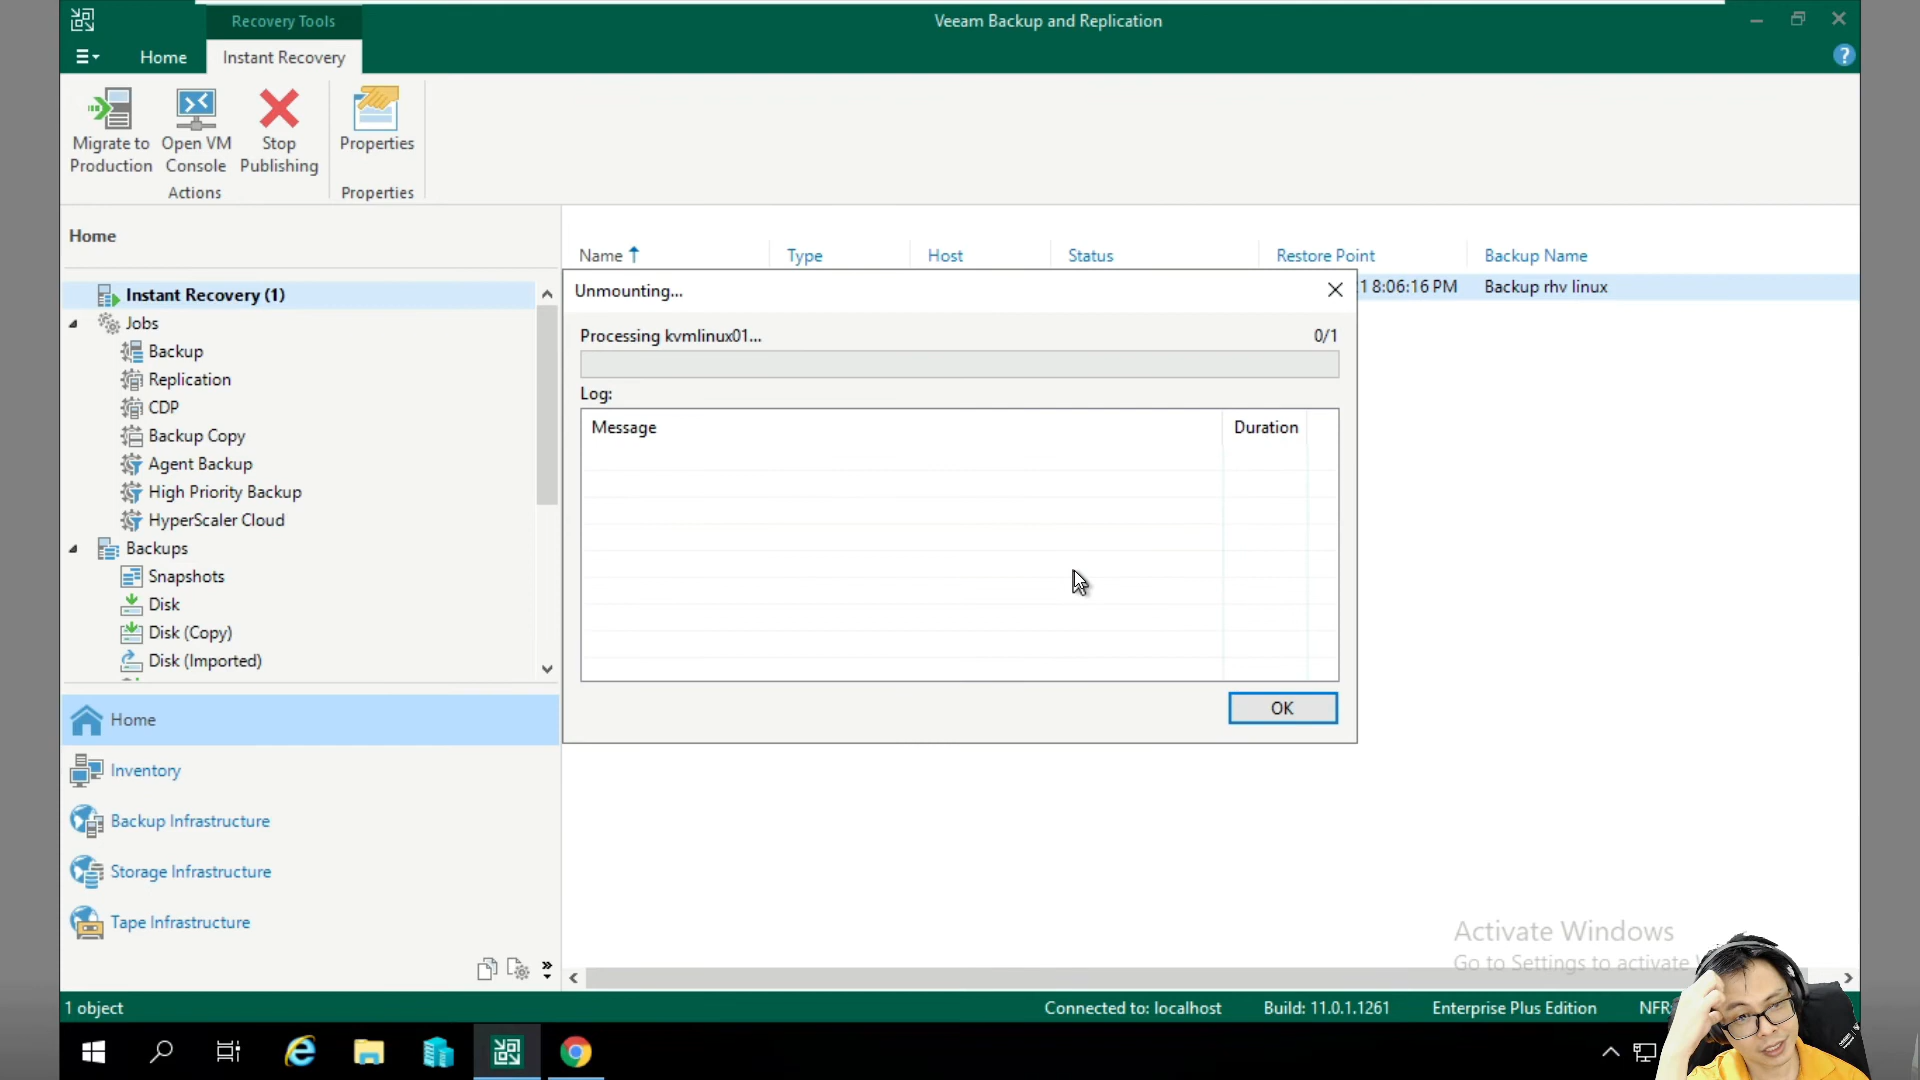 Recovery Tools
Veeam Backup and Replication
Home
Instant Recovery
?
Migrate to Production
Open VM Console
Stop Publishing
Properties
Actions
Properties
Home
Name
Type
Host
Status
Restore Point
Backup Name
1 8:06:16 PM
Backup rhv linux
Instant Recovery (1)
Jobs
Backup
Replication
CDP
Backup Copy
Agent Backup
High Priority Backup
HyperScaler Cloud
Backups
Snapshots
Disk
Disk (Copy)
Disk (Imported)
Unmounting...
Processing kvmlinux01...
0/1
Log:
Message
Duration
OK
Home
Inventory
Backup Infrastructure
Storage Infrastructure
Tape Infrastructure
Activate Windows
Go to Settings to activate
1 object
Connected to: localhost
Build: 11.0.1.1261
Enterprise Plus Edition
NFR